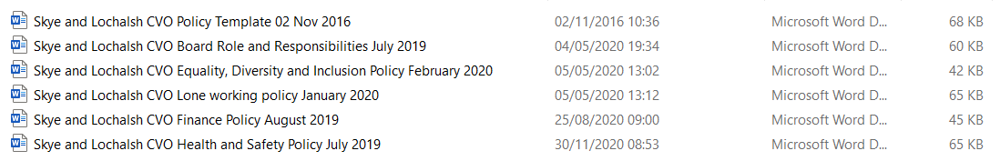 Skye and Lochalsh CVO Policy Template 02 Nov 2016 02/11/2016 10:36 Microsoft Word D... 68 KB
Skye and Lochalsh CVO Board Role and Responsibilities July 2019 04/05/2020 19:34 Microsoft Word D... 60 KB
Skye and Lochalsh CVO Equality, Diversity and Inclusion Policy February 2020 05/05/2020 13:02 Microsoft Word D... 42 KB
Skye and Lochalsh CVO Lone working policy January 2020 05/05/2020 13:12 Microsoft Word D... 65 KB
Skye and Lochalsh CVO Finance Policy August 2019 25/08/2020 09:00 Microsoft Word D... 45 KB
Skye and Lochalsh CVO Health and Safety Policy July 2019 30/11/2020 08:53 Microsoft Word D... 65 KB